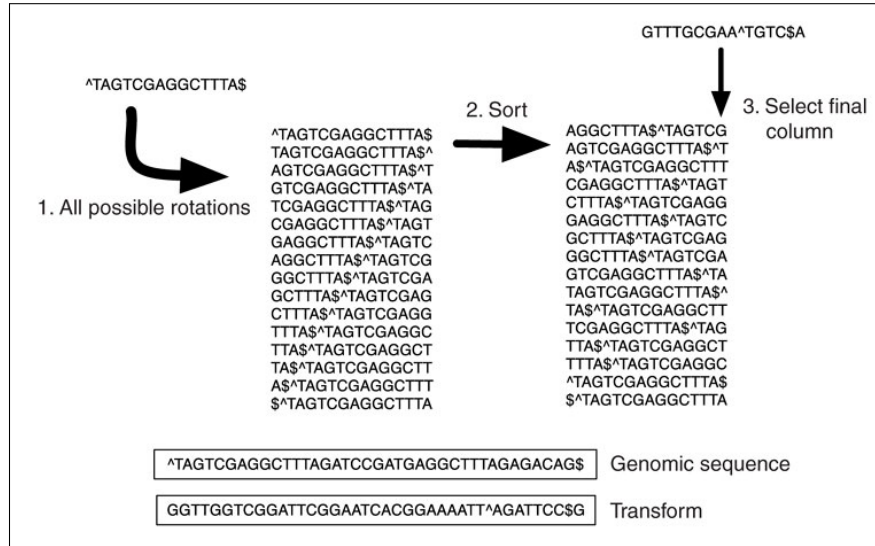 GTTTGCGAA^TGTC$A
^TAGTCGAGGCTTTA$
1. All possible rotations
^TAGTCGAGGCTTTA$
TAGTCGAGGCTTTA$^
AGTCGAGGCTTTA$^T
GTCGAGGCTTTA$^TA
TCGAGGCTTTA$^TAG
CGAGGCTTTA$^TAGT
GAGGCTTTA$^TAGTC
AGGCTTTA$^TAGTCG
GGCTTTA$^TAGTCGA
GCTTTA$^TAGTCGAG
CTTTA$^TAGTCGAGG
TTTA$^TAGTCGAGGC
TTA$^TAGTCGAGGCT
TA$^TAGTCGAGGCTT
A$^TAGTCGAGGCTTT
$^TAGTCGAGGCTTTA
2. Sort
AGGCTTTA$^TAGTCG
AGTCGAGGCTTTA$^T
A$^TAGTCGAGGCTTT
CGAGGCTTTA$^TAGT
CTTTA$^TAGTCGAGG
GAGGCTTTA$^TAGTC
GCTTTA$^TAGTCGAG
GGCTTTA$^TAGTCGA
GTCGAGGCTTTA$^TA
TAGTCGAGGCTTTA$^
TA$^TAGTCGAGGCTT
TCGAGGCTTTA$^TAG
TTA$^TAGTCGAGGCT
TTTA$^TAGTCGAGGC
^TAGTCGAGGCTTTA$
$^TAGTCGAGGCTTTA
3. Select final
column
^TAGTCGAGGCTTTAGATCCGATGAGGCTTTAGAGACAG$
Genomic sequence
GGTTGGTCGGATTCGGAATCACGGAAAATT^AGATTCC$G
Transform